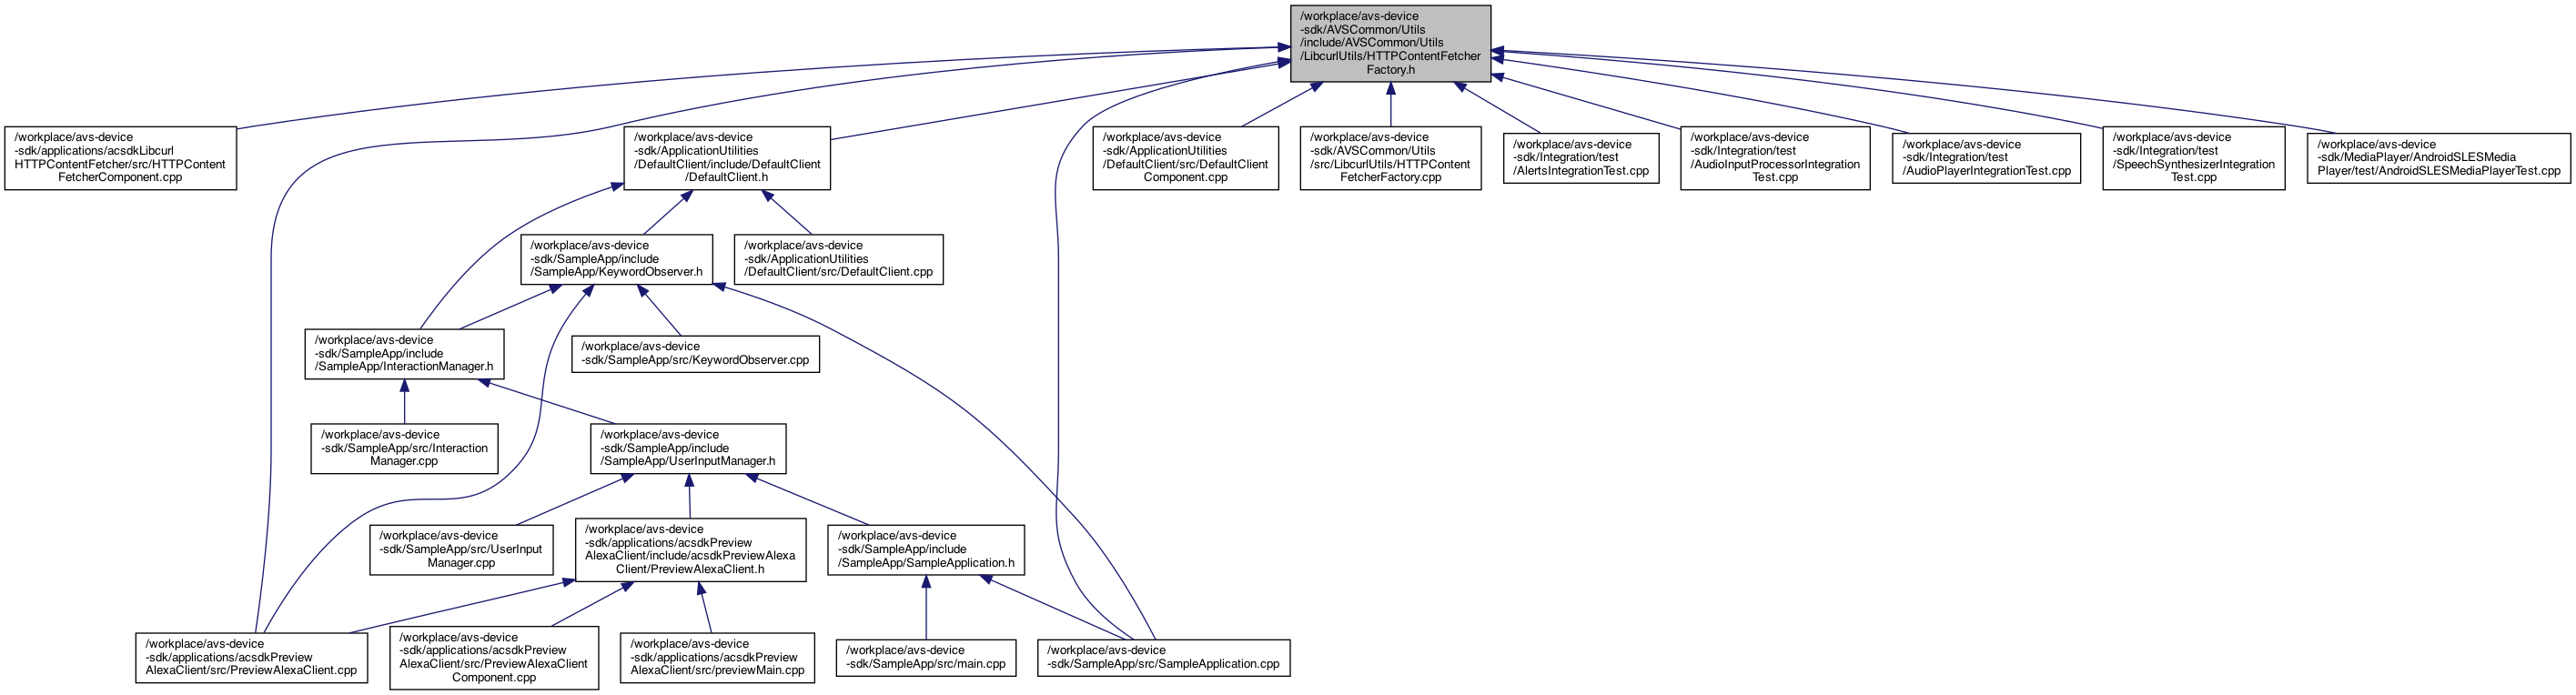 /workplace/avs-device
-sdk/AVSCommon/Utils
/include/AVSCommon/Utils
/LibcurlUtils/HTTPContentFetcher
Factory.h
/workplace/avs-device
-sdk/applications/acsdkLibcurl
HTTPContentFetcher/src/HTTPContent
FetcherComponent.cpp
/workplace/avs-device
-sdk/ApplicationUtilities
/DefaultClient/include/DefaultClient
/DefaultClient.h
/workplace/avs-device
-sdk/ApplicationUtilities
/DefaultClient/src/DefaultClient
Component.cpp
/workplace/avs-device
-sdk/AVSCommon/Utils
/src/LibcurlUtils/HTTPContent
FetcherFactory.cpp
/workplace/avs-device
-sdk/Integration/test
/AlertsIntegrationTest.cpp
/workplace/avs-device
-sdk/Integration/test
/AudioInputProcessorIntegration
Test.cpp
/workplace/avs-device
-sdk/Integration/test
/AudioPlayerIntegrationTest.cpp
/workplace/avs-device
-sdk/Integration/test
/SpeechSynthesizerIntegration
Test.cpp
/workplace/avs-device
-sdk/MediaPlayer/AndroidSLESMedia
Player/test/AndroidSLESMediaPlayerTest.cpp
/workplace/avs-device
-sdk/SampleApp/include
/SampleApp/KeywordObserver.h
/workplace/avs-device
-sdk/ApplicationUtilities
/DefaultClient/src/DefaultClient.cpp
/workplace/avs-device
-sdk/SampleApp/include
/SampleApp/InteractionManager.h
/workplace/avs-device
-sdk/SampleApp/src/KeywordObserver.cpp
/workplace/avs-device
-sdk/SampleApp/src/Interaction
Manager.cpp
/workplace/avs-device
-sdk/SampleApp/include
/SampleApp/UserInputManager.h
/workplace/avs-device
-sdk/SampleApp/src/UserInput
Manager.cpp
/workplace/avs-device
-sdk/applications/acsdkPreview
AlexaClient/include/acsdkPreviewAlexa
Client/PreviewAlexaClient.h
/workplace/avs-device
-sdk/SampleApp/include
/SampleApp/SampleApplication.h
/workplace/avs-device
-sdk/applications/acsdkPreview
AlexaClient/src/PreviewAlexaClient.cpp
/workplace/avs-device
-sdk/applications/acsdkPreview
AlexaClient/src/PreviewAlexaClient
Component.cpp
/workplace/avs-device
-sdk/applications/acsdkPreview
AlexaClient/src/previewMain.cpp
/workplace/avs-device
-sdk/SampleApp/src/main.cpp
/workplace/avs-device
-sdk/SampleApp/src/SampleApplication.cpp